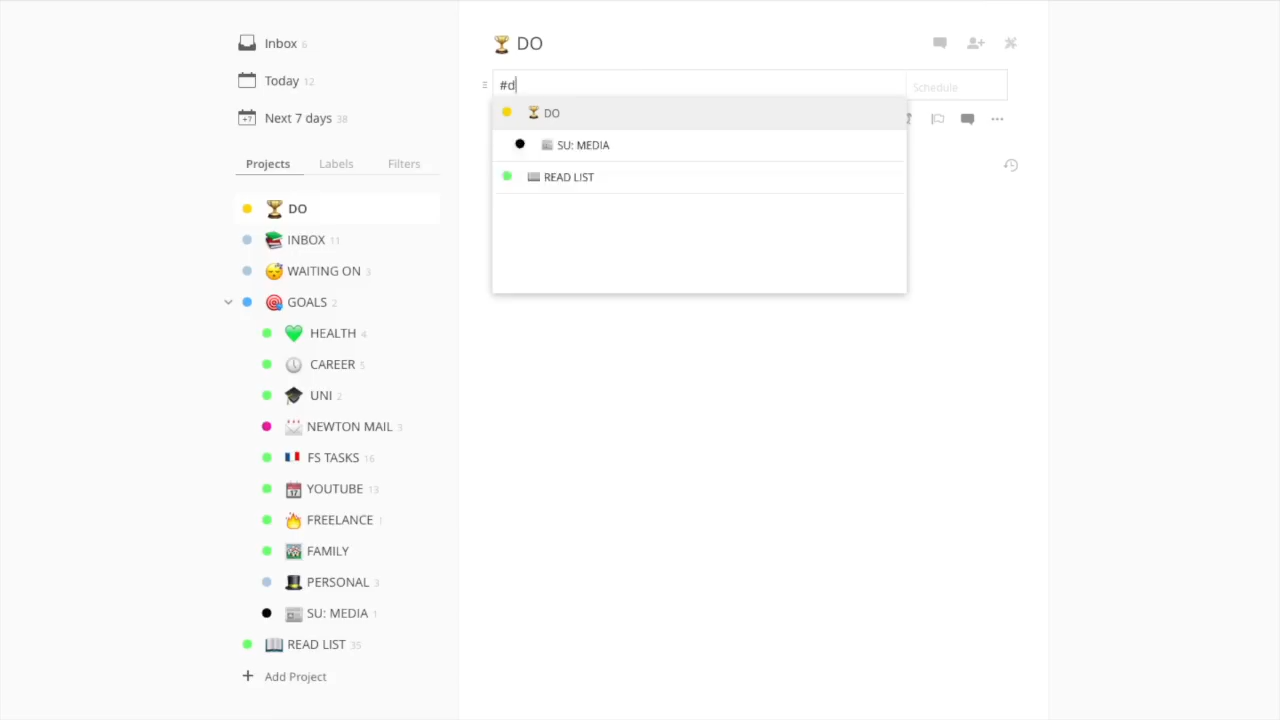 Inbox 6
Today 12
+7 Next 7 days 38
Projects Labels Filters
DO
INBOX 11
WAITING ON 3
GOALS 2
HEALTH 4
CAREER 5
UNI 2
NEWTON MAIL 3
FS TASKS 16
YOUTUBE 13
FREELANCE 1
FAMILY
PERSONAL 3
SU: MEDIA 1
READ LIST 35
+ Add Project
DO
#d
Schedule
DO
SU: MEDIA
READ LIST